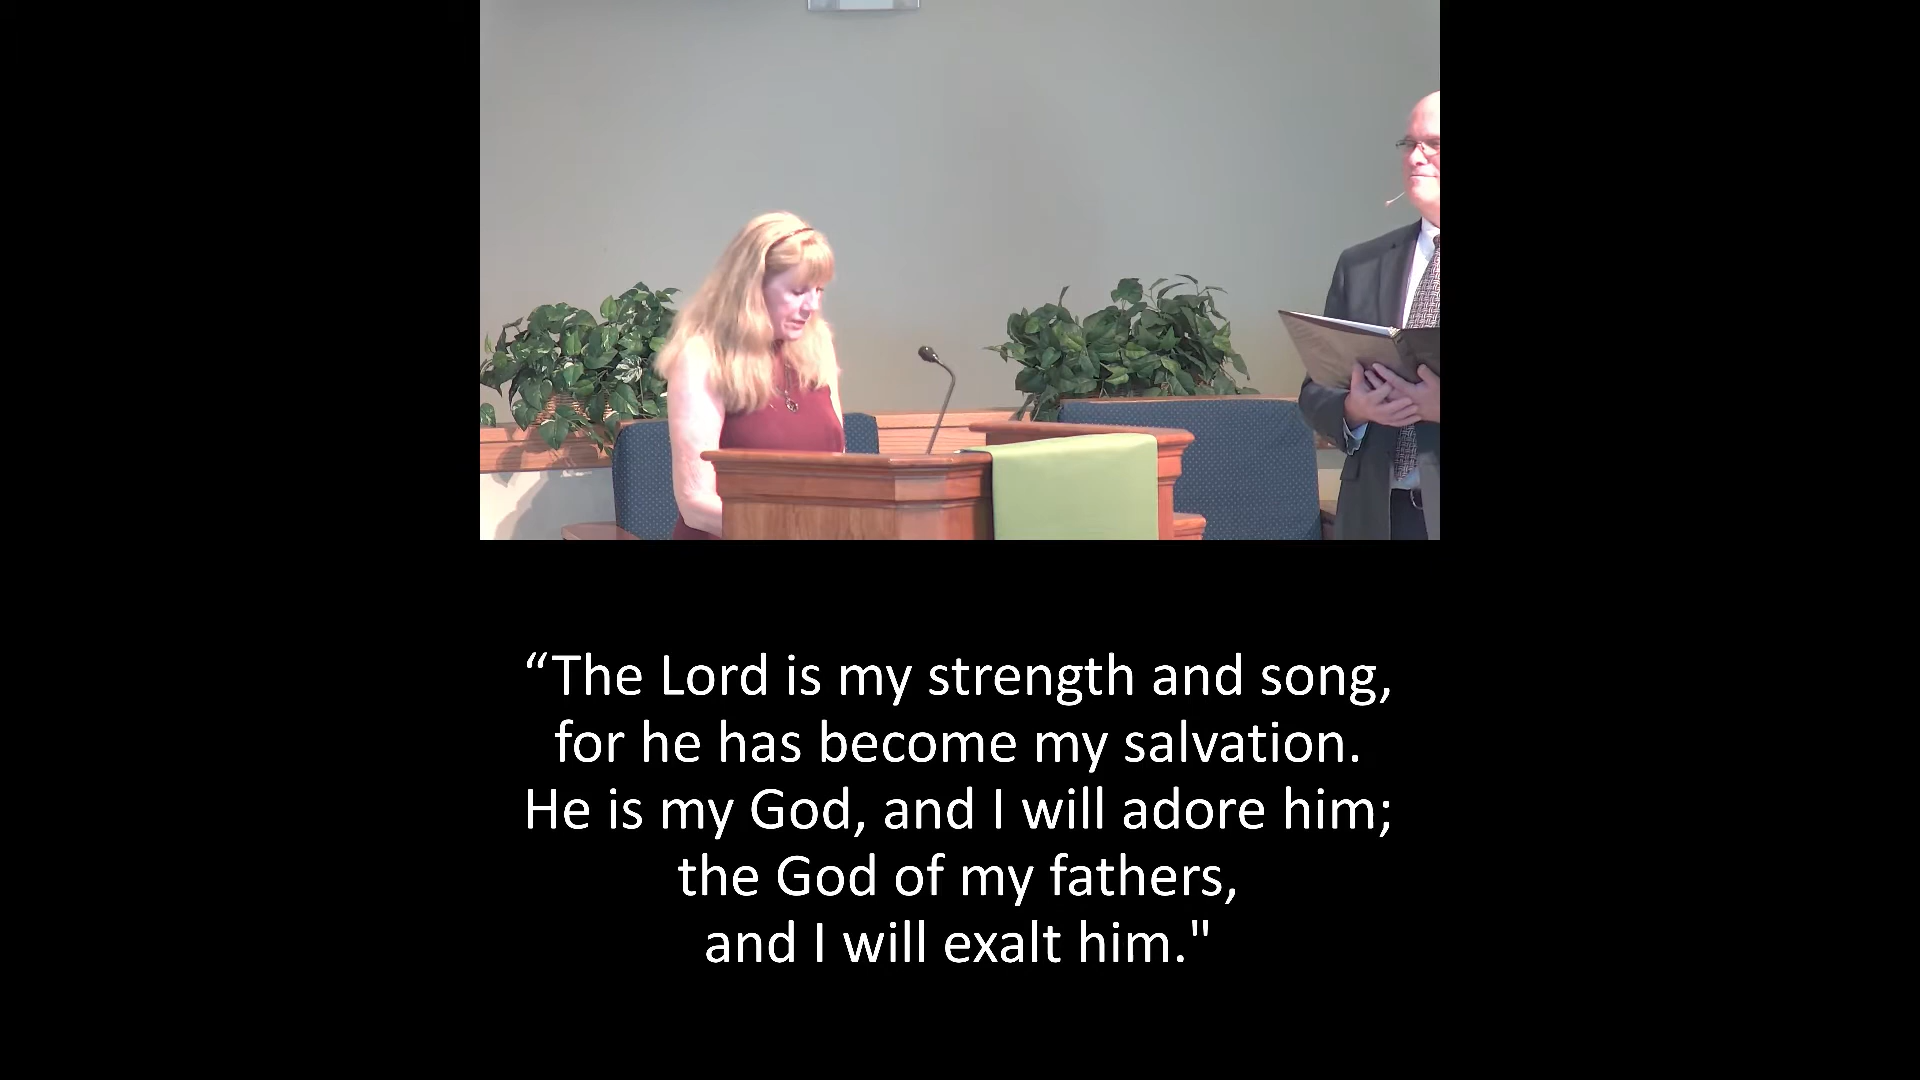 “The Lord is my strength and song,
for he has become my salvation.
He is my God, and I will adore him;
the God of my fathers,
and I will exalt him."